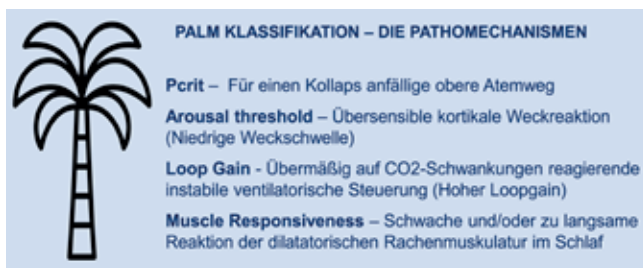 PALM KLASSIFIKATION – DIE PATHOMECHANISMEN
Pcrit – Für einen Kollaps anfällige obere Atemweg
Arousal threshold – Übersensible kortikale Weckreaktion
(Niedrige Weckschwelle)
Loop Gain - Übermäßig auf CO2-Schwankungen reagierende
instabile ventilatorische Steuerung (Hoher Loopgain)
Muscle Responsiveness – Schwache und/oder zu langsame
Reaktion der dilatatorischen Rachenmuskulatur im Schlaf